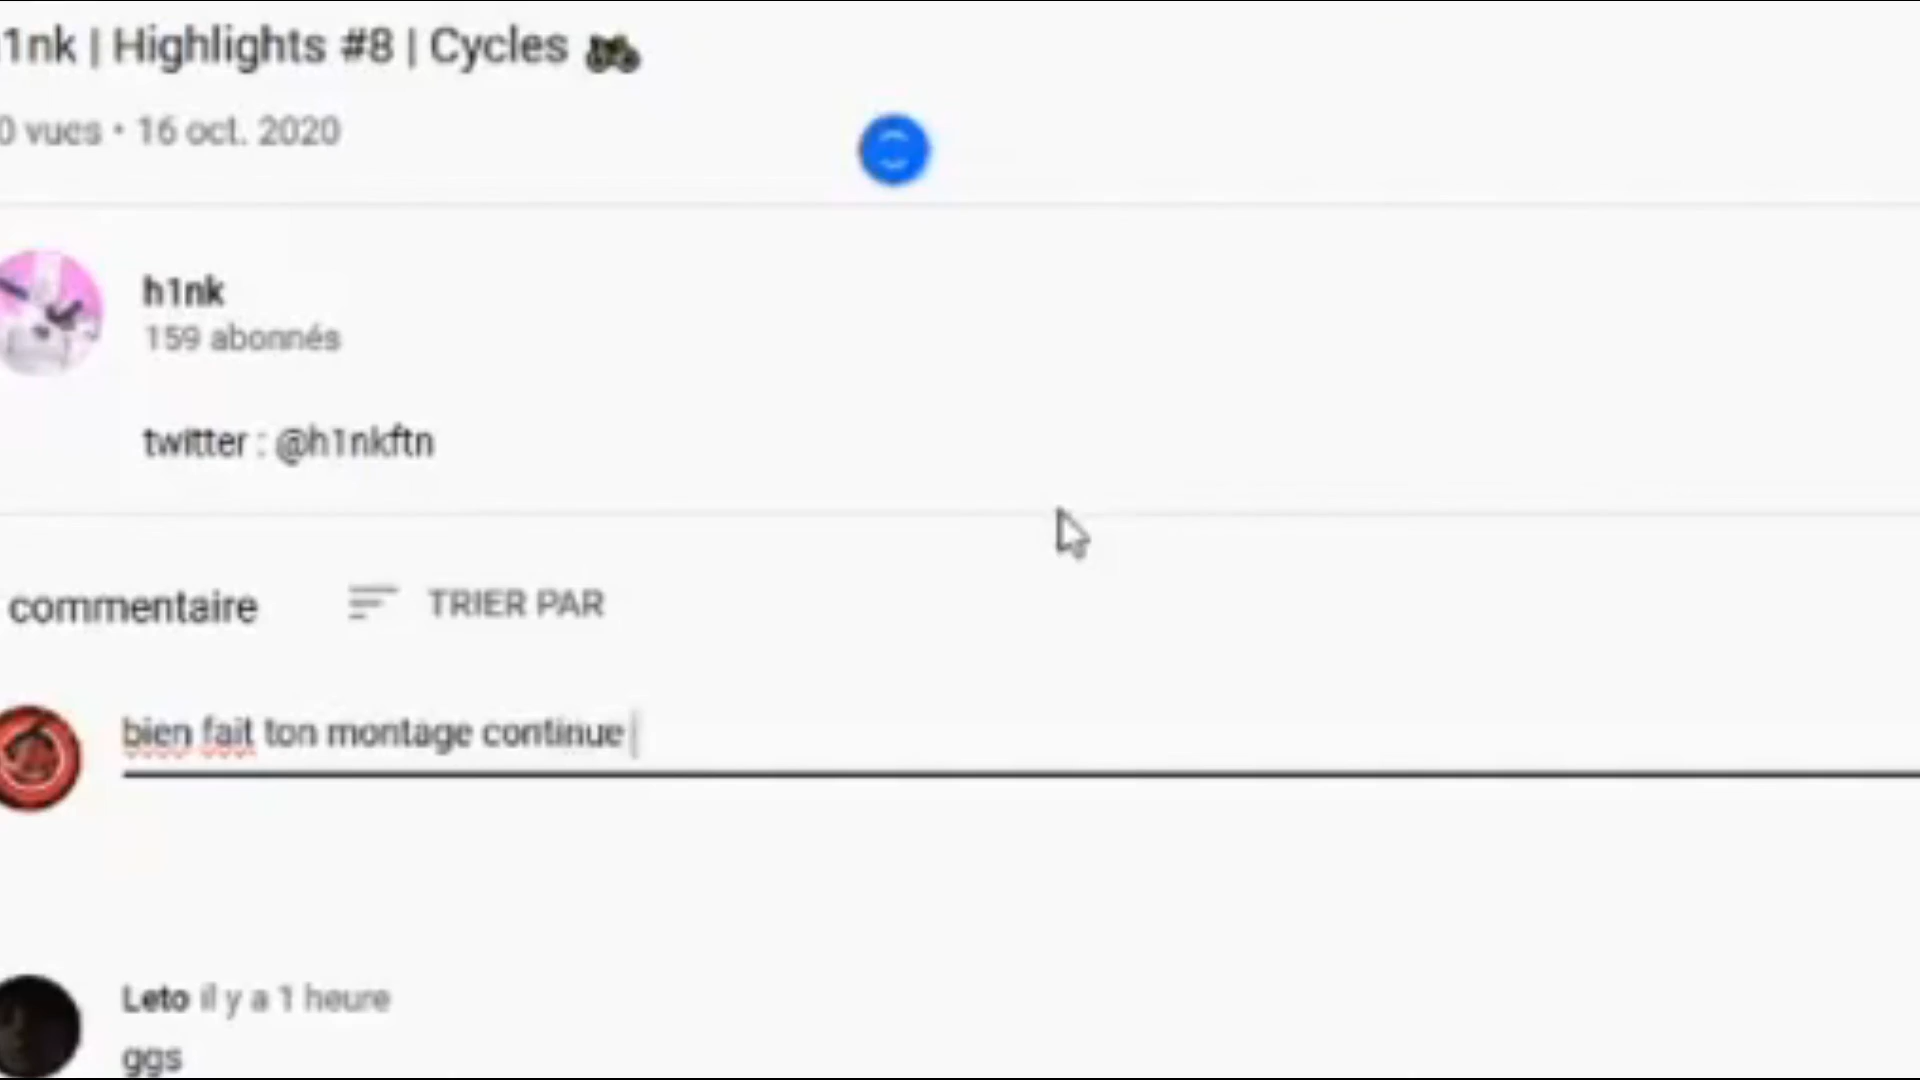 1nk | Highlights #8 | Cycles
0 vues • 16 oct. 2020
h1nk
159 abonnés
twitter : @h1nkftn
commentaire
TRIER PAR
bien fait ton montage continue
Leto il y a 1 heure
ggs